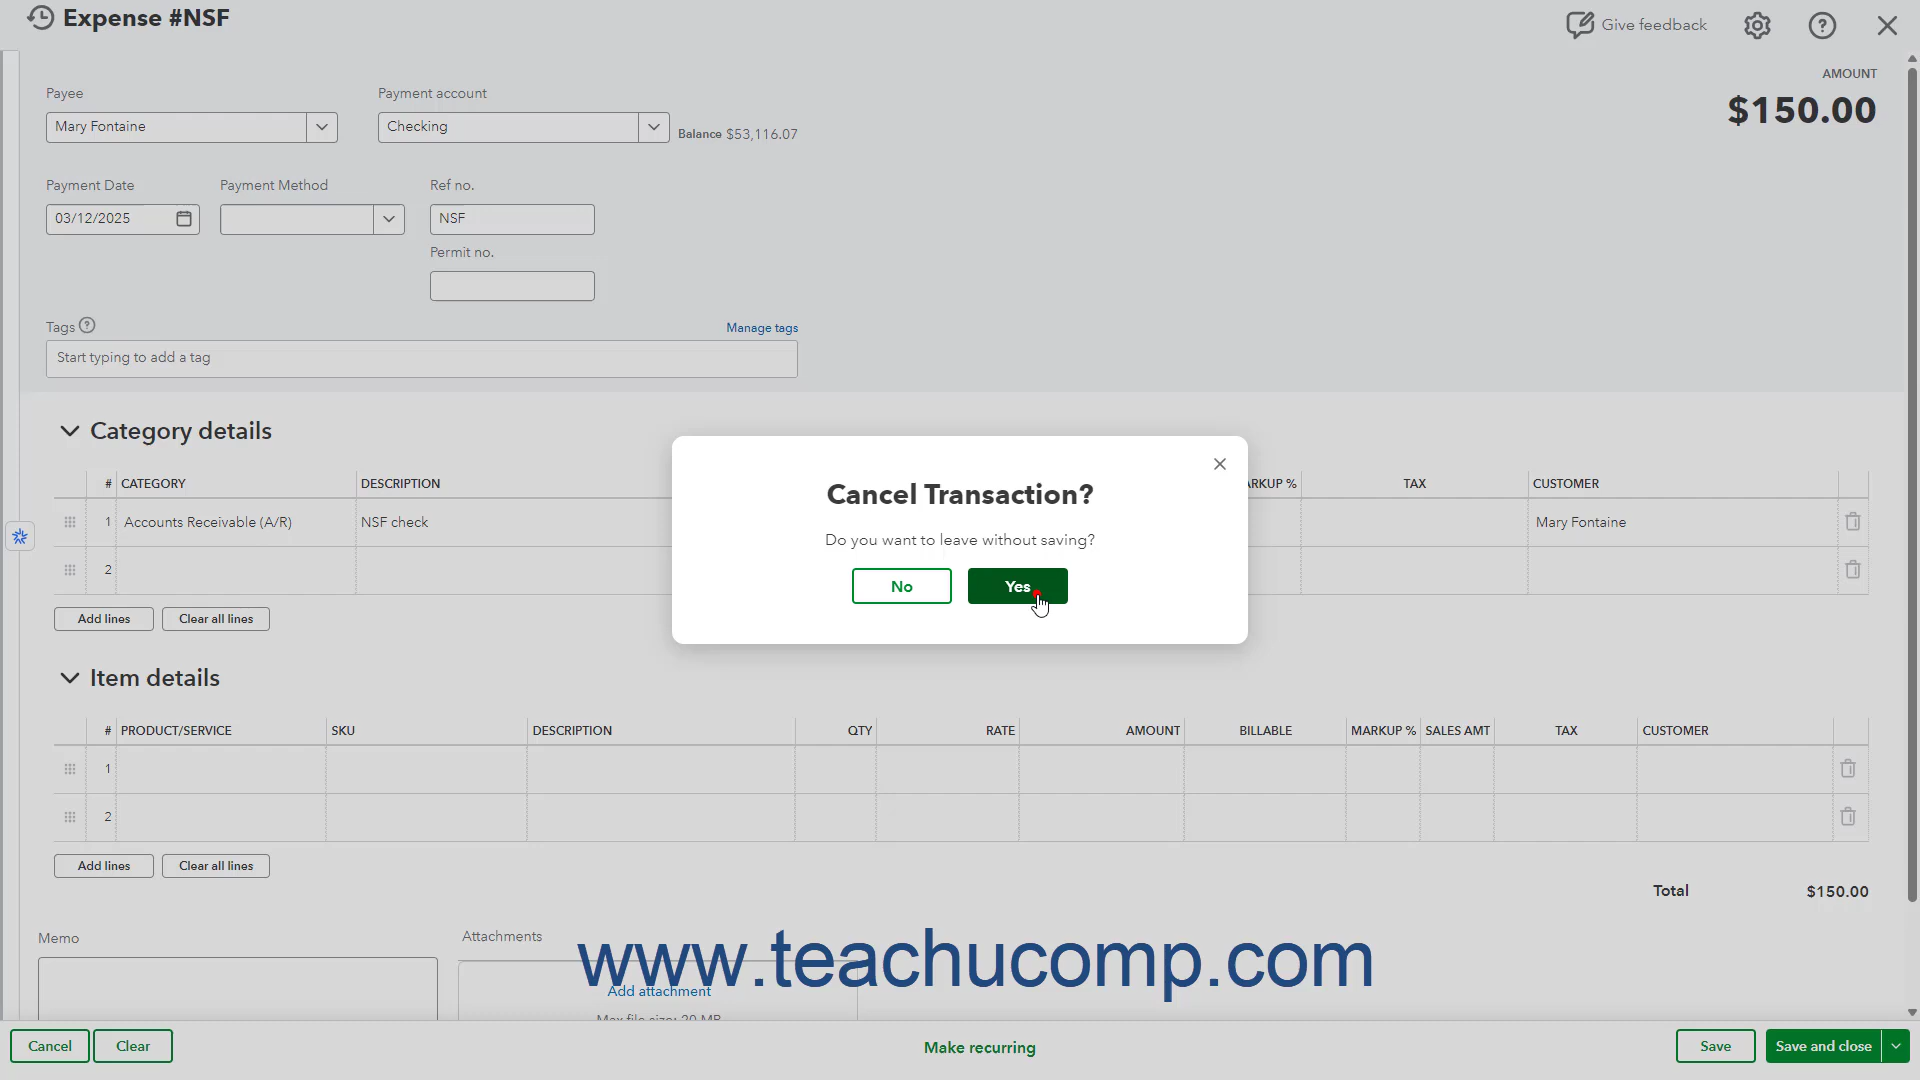 Expense #NSF
Give feedback
AMOUNT
$150.00
Payee
Payment account
Mary Fontaine
Checking
Balance $53,116.07
Payment Date
Payment Method
Ref no.
03/12/2025
NSF
Permit no.
Tags
Manage tags
Start typing to add a tag
Category details
# CATEGORY DESCRIPTION ARKUP % TAX CUSTOMER
1 Accounts Receivable (A/R) NSF check Mary Fontaine
2
Add lines Clear all lines
Cancel Transaction?
Do you want to leave without saving?
No Yes
Item details
# PRODUCT/SERVICE SKU DESCRIPTION QTY RATE AMOUNT BILLABLE MARKUP % SALES AMT TAX CUSTOMER
1
2
Add lines Clear all lines
Total $150.00
Memo
Attachments
www.teachucomp.com
Add attachment
Max file size: 20 MB
Cancel Clear Make recurring Save Save and close